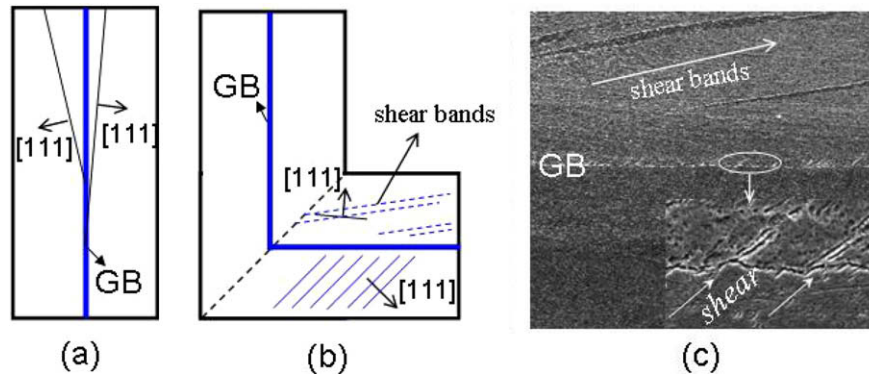 [111]
[111]
GB
(a)
GB
shear bands
[111]
[111]
(b)
shear bands
GB
shear
(c)